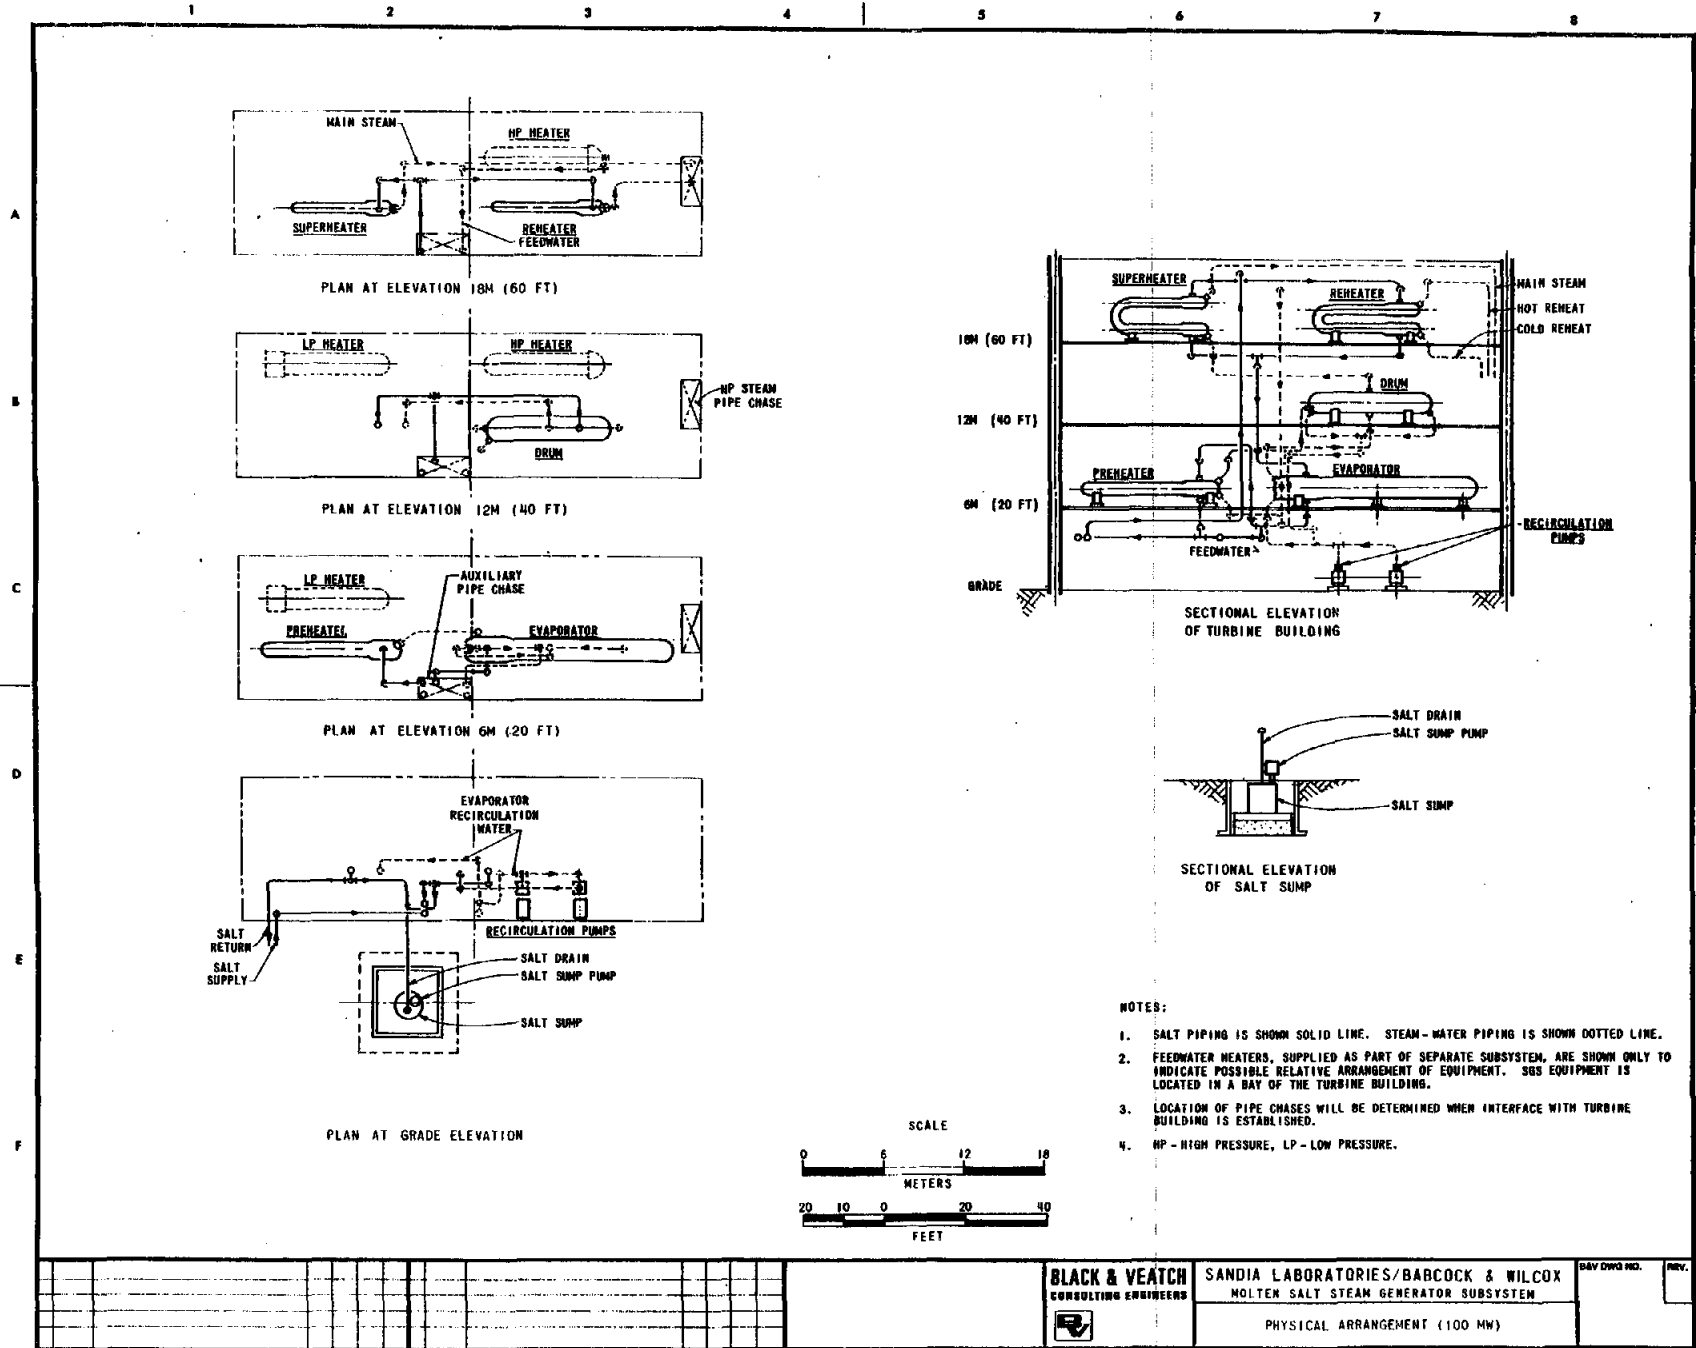 1 2 3 4 5 6 7 8
A
B
C
D
E
F
MAIN STEAM
HP HEATER
SUPERHEATER
REHEATER
FEEDWATER
PLAN AT ELEVATION 18M (60 FT)
LP HEATER
HP HEATER
HP STEAM
PIPE CHASE
DRUM
PLAN AT ELEVATION 12M (40 FT)
LP HEATER
AUXILIARY
PIPE CHASE
PREHEATER
EVAPORATOR
PLAN AT ELEVATION 6M (20 FT)
EVAPORATOR
RECIRCULATION
WATER
RECIRCULATION PUMPS
SALT
RETURN
SALT
SUPPLY
SALT DRAIN
SALT SUMP PUMP
SALT SUMP
PLAN AT GRADE ELEVATION
SUPERHEATER
REHEATER
MAIN STEAM
HOT REHEAT
COLD REHEAT
18M (60 FT)
DRUM
12M (40 FT)
PREHEATER
EVAPORATOR
6M (20 FT)
FEEDWATER
RECIRCULATION
PUMPS
GRADE
SECTIONAL ELEVATION
OF TURBINE BUILDING
SALT DRAIN
SALT SUMP PUMP
SALT SUMP
SECTIONAL ELEVATION
OF SALT SUMP
NOTES:
1. SALT PIPING IS SHOWN SOLID LINE. STEAM-WATER PIPING IS SHOWN DOTTED LINE.
2. FEEDWATER HEATERS, SUPPLIED AS PART OF SEPARATE SUBSYSTEM, ARE SHOWN ONLY TO
INDICATE POSSIBLE RELATIVE ARRANGEMENT OF EQUIPMENT. SGS EQUIPMENT IS
LOCATED IN A BAY OF THE TURBINE BUILDING.
3. LOCATION OF PIPE CHASES WILL BE DETERMINED WHEN INTERFACE WITH TURBINE
BUILDING IS ESTABLISHED.
4. HP-HIGH PRESSURE, LP-LOW PRESSURE.
SCALE
0 6 12 18
METERS
20 10 0 20 40
FEET
BLACK & VEATCH
CONSULTING ENGINEERS
BV
SANDIA LABORATORIES/BABCOCK & WILCOX
MOLTEN SALT STEAM GENERATOR SUBSYSTEM
PHYSICAL ARRANGEMENT (100 MW)
B&V DWG NO.
REV.